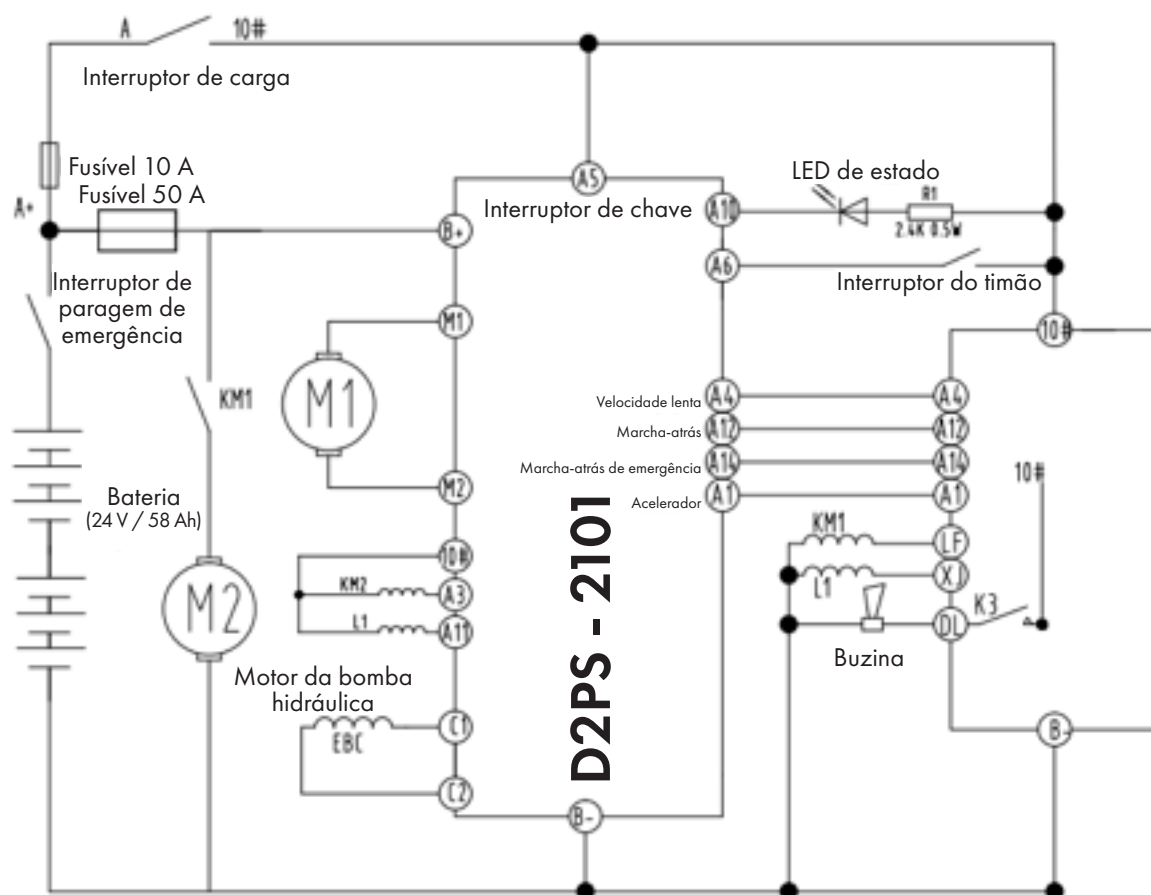 A 10#
Interruptor de carga
Fusível 10 A
Fusível 50 A
A+
Interruptor de
paragem de
emergência
KM1
Bateria
(24 V / 58 Ah)
M2
A5
Interruptor de chave
B+
M1
M1
M2
10#
KM2
A3
L1
A11
Motor da bomba
hidráulica
EBC
C1
C2
B-
D2PS - 2101
A10
LED de estado
R1
2.4K 0.5W
A6
Interruptor do timão
10#
Velocidade lenta
A4
A4
Marcha-atrás
A12
A12
Marcha-atrás de emergência
A14
A14
Acelerador
A1
A1
10#
KM1
LF
L1
XJ
K3
DL
Buzina
B-